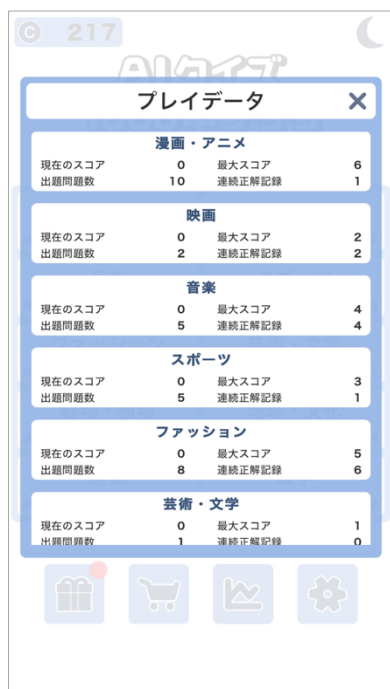 C 217
AIクイズ
プレイデータ
漫画・アニメ
現在のスコア 0 最大スコア 6
出題問題数 10 連続正解記録 1
映画
現在のスコア 0 最大スコア 2
出題問題数 2 連続正解記録 2
音楽
現在のスコア 0 最大スコア 4
出題問題数 5 連続正解記録 4
スポーツ
現在のスコア 0 最大スコア 3
出題問題数 5 連続正解記録 1
ファッション
現在のスコア 0 最大スコア 5
出題問題数 8 連続正解記録 6
芸術・文学
現在のスコア 0 最大スコア 1
出題問題数 1 連続正解記録 0